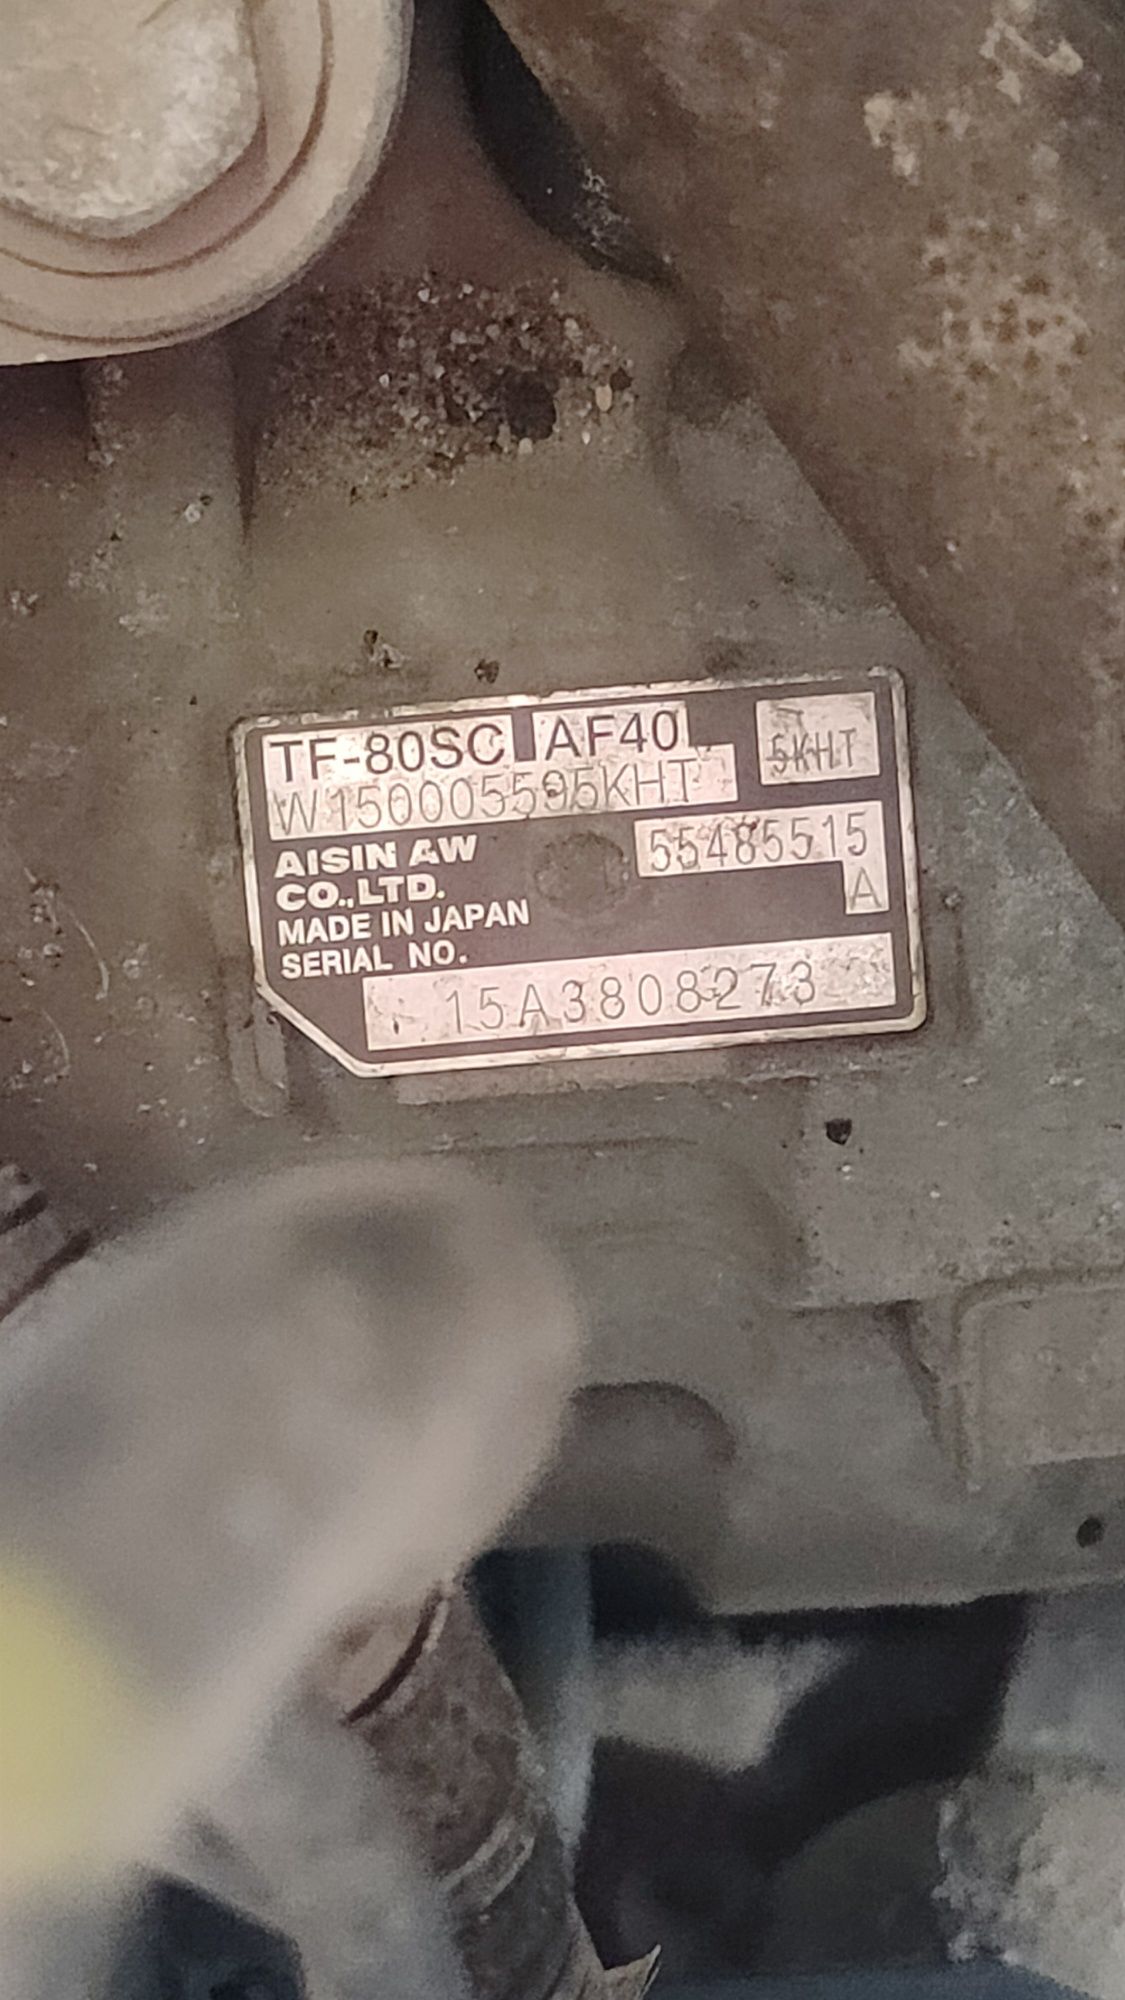 TF-80SC AF40
5KHT
W150005595KHT
AISIN AW
CO.,LTD.
55485515
A
MADE IN JAPAN
SERIAL NO.
15A3808273